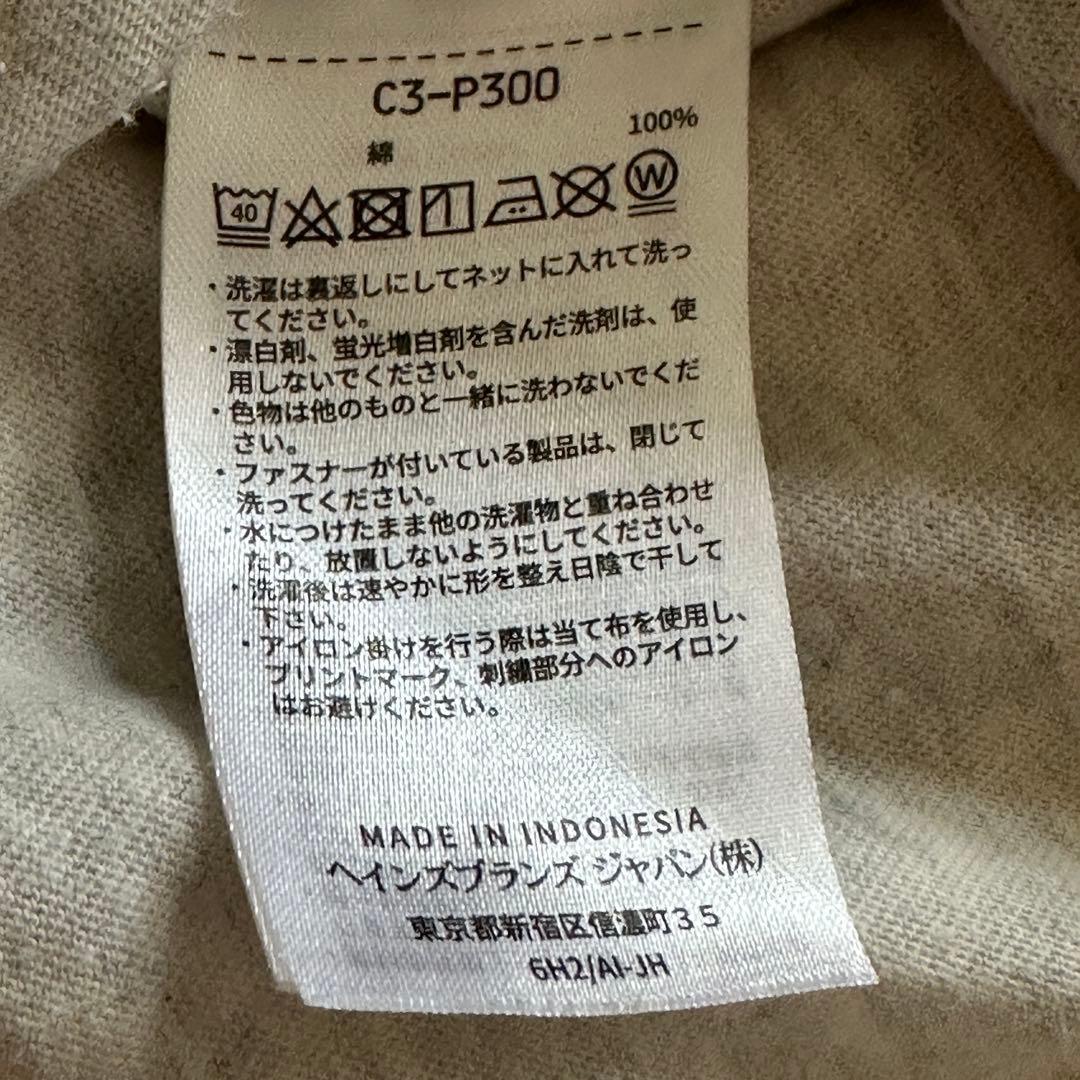 C3-P300
綿 100%
40 W
・洗濯は裏返しにしてネットに入れて洗っ
てください。
・漂白剤、蛍光増白剤を含んだ洗剤は、使
用しないでください。
・色物は他のものと一緒に洗わないでくだ
さい。
・ファスナーが付いている製品は、閉じて
洗ってください。
・水につけたまま他の洗濯物と重ね合わせ
たり、放置しないようにしてください。
・洗濯後は速やかに形を整え日陰で干して
下さい。
・アイロン掛けを行う際は当て布を使用し、
プリントマーク、刺繍部分へのアイロン
はお避けください。
MADE IN INDONESIA
ヘインズブランズ ジャパン(株)
東京都新宿区信濃町35
6H2/AI-JH